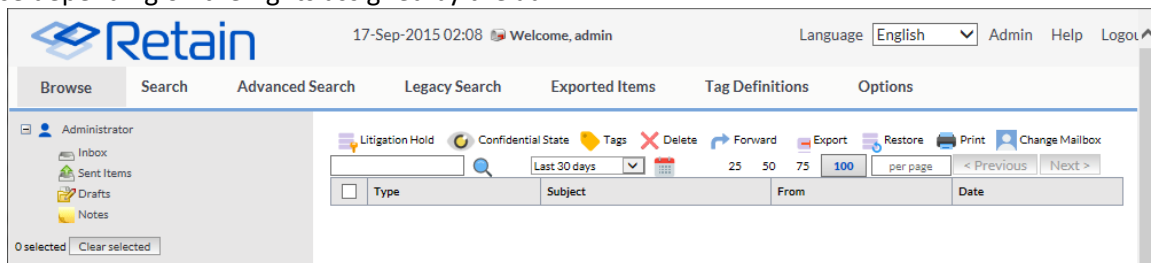 Retain
17-Sep-2015 02:08 Welcome, admin
Language English Admin Help
Browse Search Advanced Search Legacy Search Exported Items Tag Definitions Options
Administrator
Inbox
Sent Items
Drafts
Notes
0 selected Clear selected
Litigation Hold Confidential State Tags Delete Forward Export Restore Print Change Mailbox
Last 30 days 25 50 75 100 per page < Previous Next >
Type Subject From Date